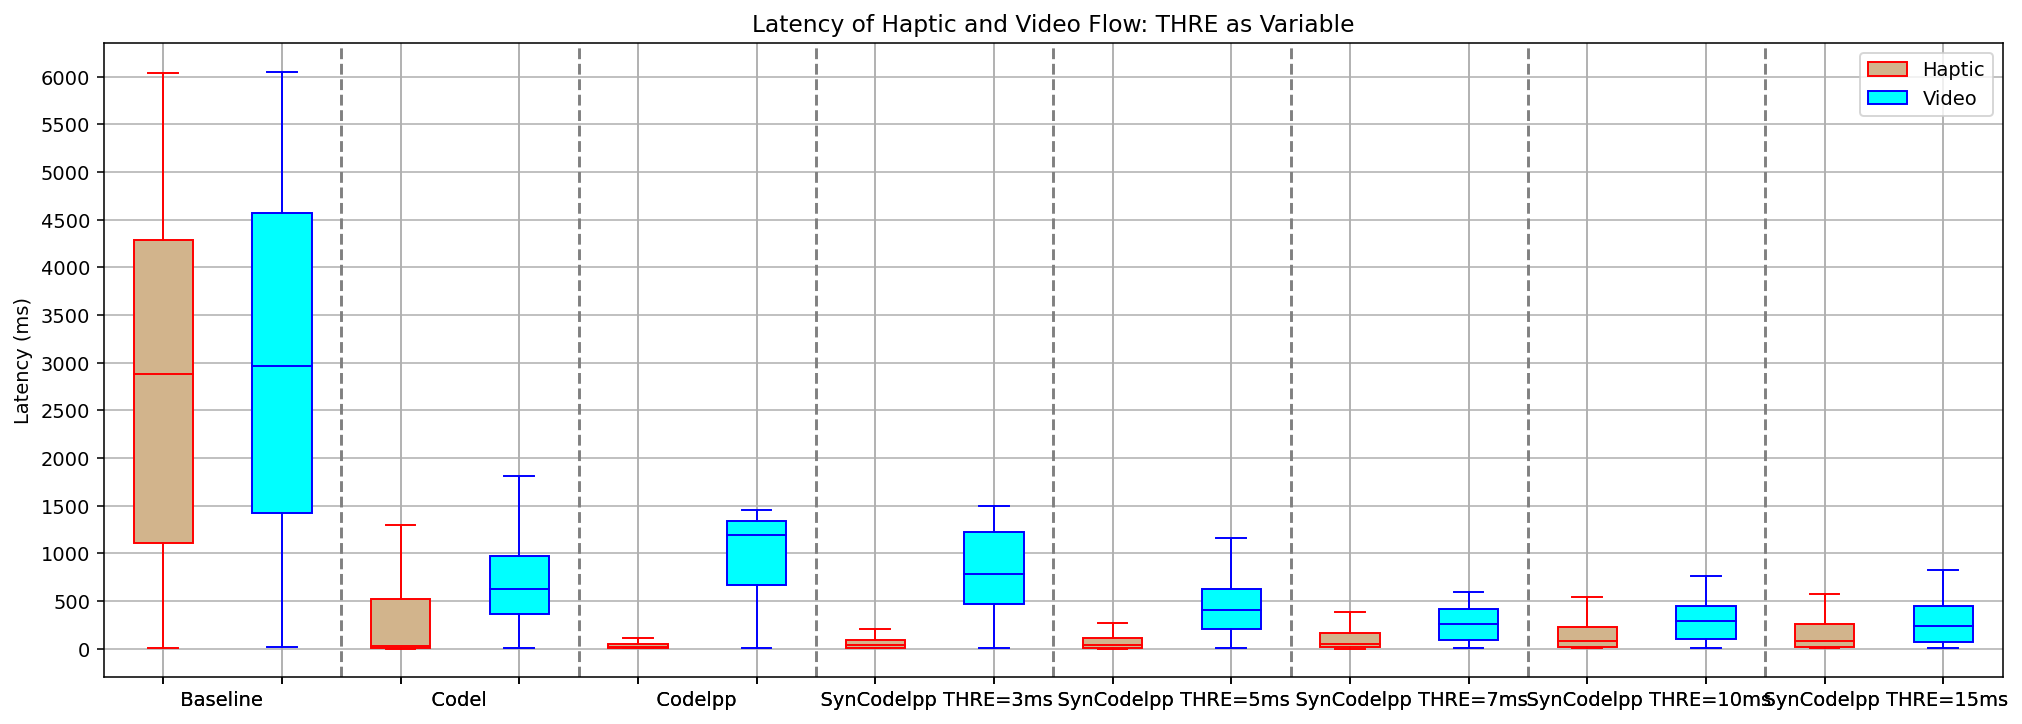 Latency of Haptic and Video Flow: THRE as Variable
Haptic
Video
Latency (ms)
6000
5500
5000
4500
4000
3500
3000
2500
2000
1500
1000
500
0
Baseline
Codel
Codelpp
SynCodelpp THRE=3ms
SynCodelpp THRE=5ms
SynCodelpp THRE=7ms
SynCodelpp THRE=10ms
SynCodelpp THRE=15ms